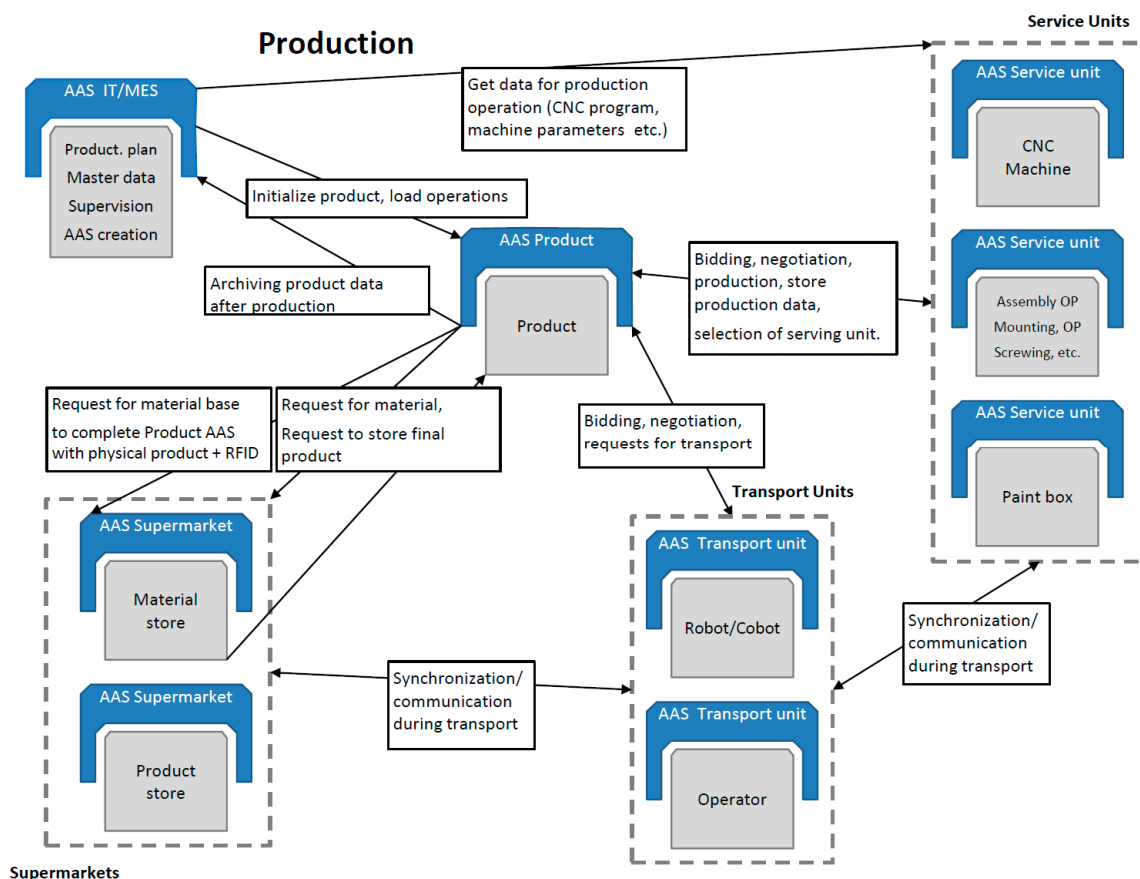 Service Units
Production
AAS IT/MES
Product. plan
Master data
Supervision
AAS creation
Get data for production
operation (CNC program,
machine parameters etc.)
AAS Service unit
CNC
Machine
Initialize product, load operations
AAS Product
Product
Archiving product data
after production
Bidding, negotiation,
production, store
production data,
selection of serving unit.
AAS Service unit
Assembly OP
Mounting, OP
Screwing, etc.
Request for material base
to complete Product AAS
with physical product + RFID
Request for material,
Request to store final
product
Bidding, negotiation,
requests for transport
AAS Service unit
Paint box
Transport Units
AAS Supermarket
Material
store
AAS Transport unit
Robot/Cobot
Synchronization/
communication
during transport
Synchronization/
communication
during transport
AAS Supermarket
Product
store
AAS Transport unit
Operator
Supermarkets